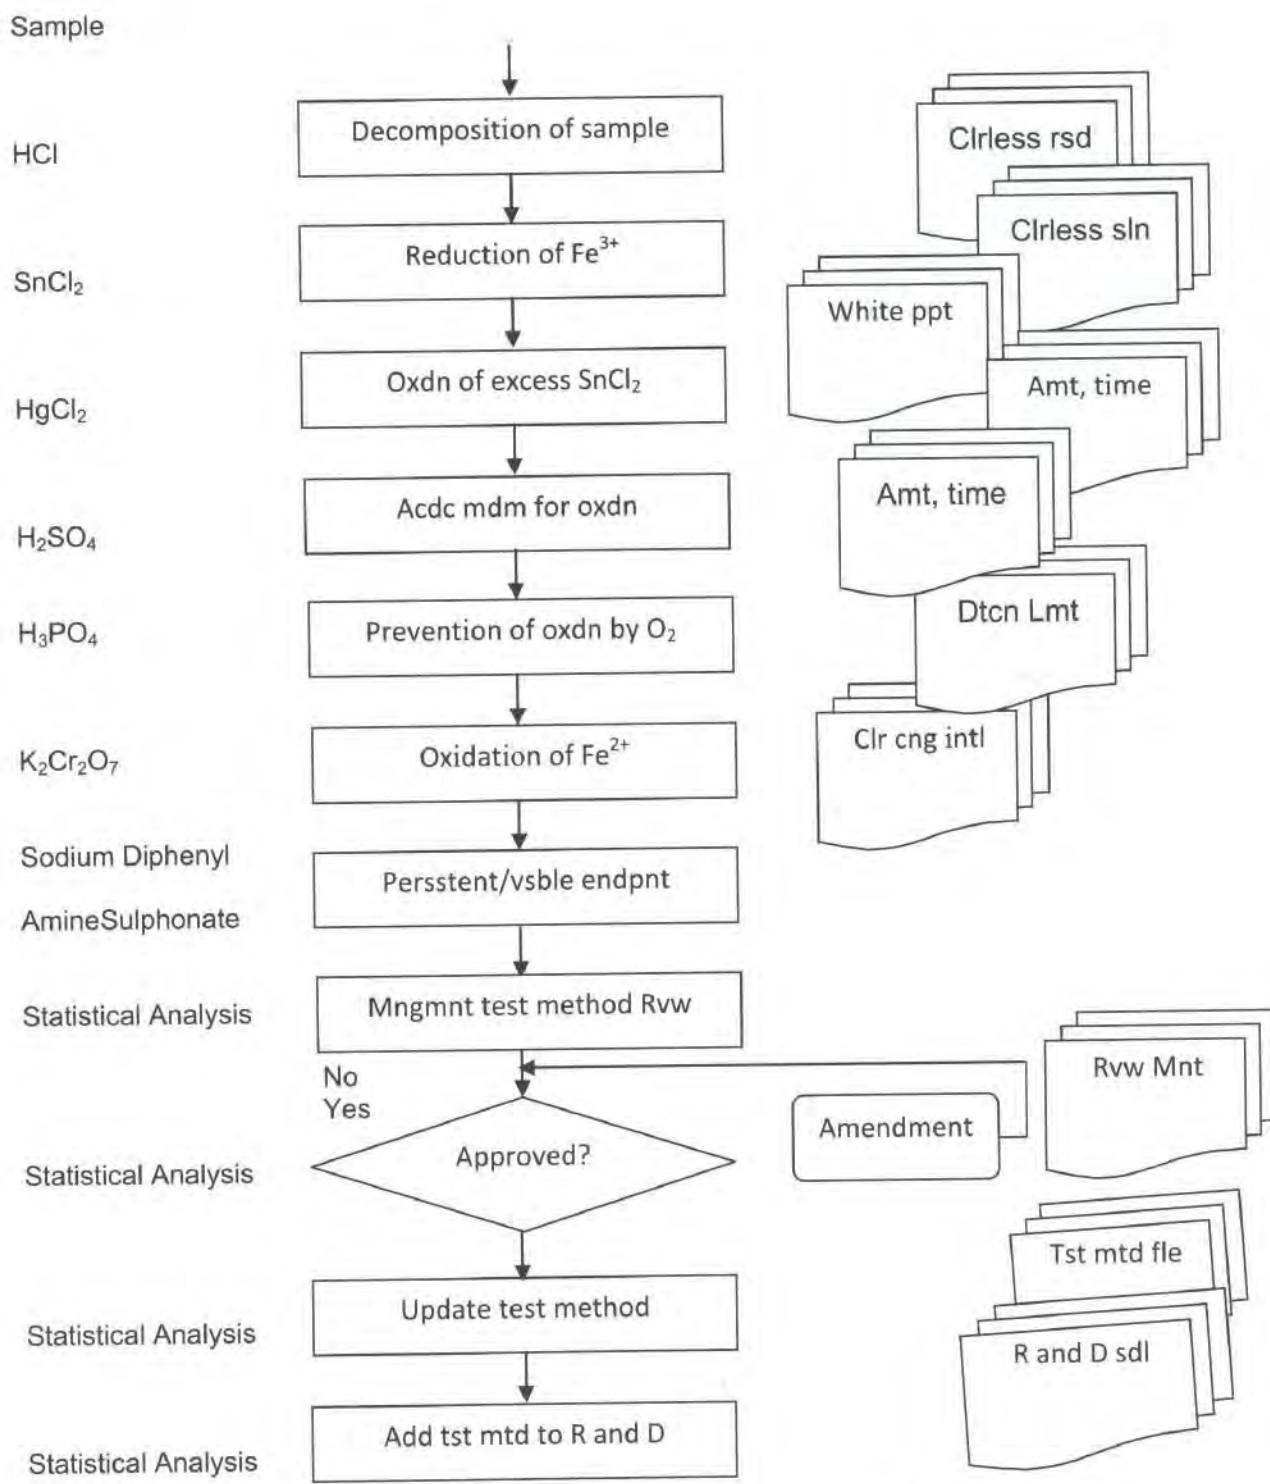 Sample
Decomposition of sample
HCl
Clrless rsd
Reduction of Fe³⁺
Clrless sln
SnCl₂
White ppt
Oxdn of excess SnCl₂
Amt, time
HgCl₂
Acdc mdm for oxdn
Amt, time
H₂SO₄
Prevention of oxdn by O₂
Dtcn Lmt
H₃PO₄
Oxidation of Fe²⁺
Clr cng intl
K₂Cr₂O₇
Sodium Diphenyl
Persstent/vsble endpnt
AmineSulphonate
Mngmnt test method Rvw
Statistical Analysis
Rvw Mnt
No
Yes
Amendment
Approved?
Statistical Analysis
Tst mtd fle
Update test method
Statistical Analysis
R and D sdl
Add tst mtd to R and D
Statistical Analysis